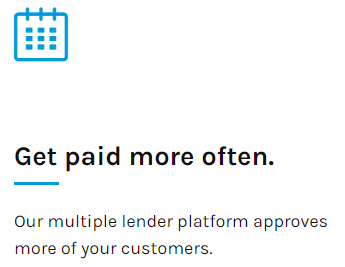 Get paid more often.
Our multiple lender platform approves
more of your customers.